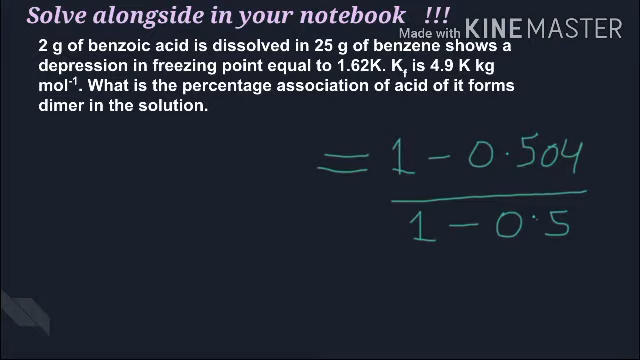 Solve alongside in your notebook !!!
Made with KINEMASTER
2 g of benzoic acid is dissolved in 25 g of benzene shows a
depression in freezing point equal to 1.62K. Kf is 4.9 K kg
mol-1. What is the percentage association of acid of it forms
dimer in the solution.
= 1 - 0.504
1 - 0.5